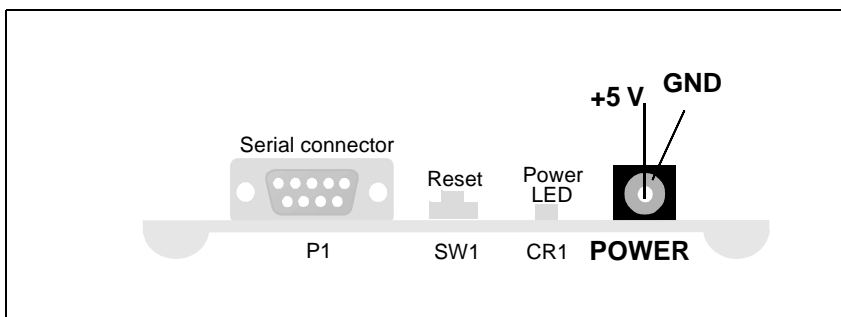 +5 V
GND
Serial connector
Reset
Power
LED
P1
SW1
CR1
POWER